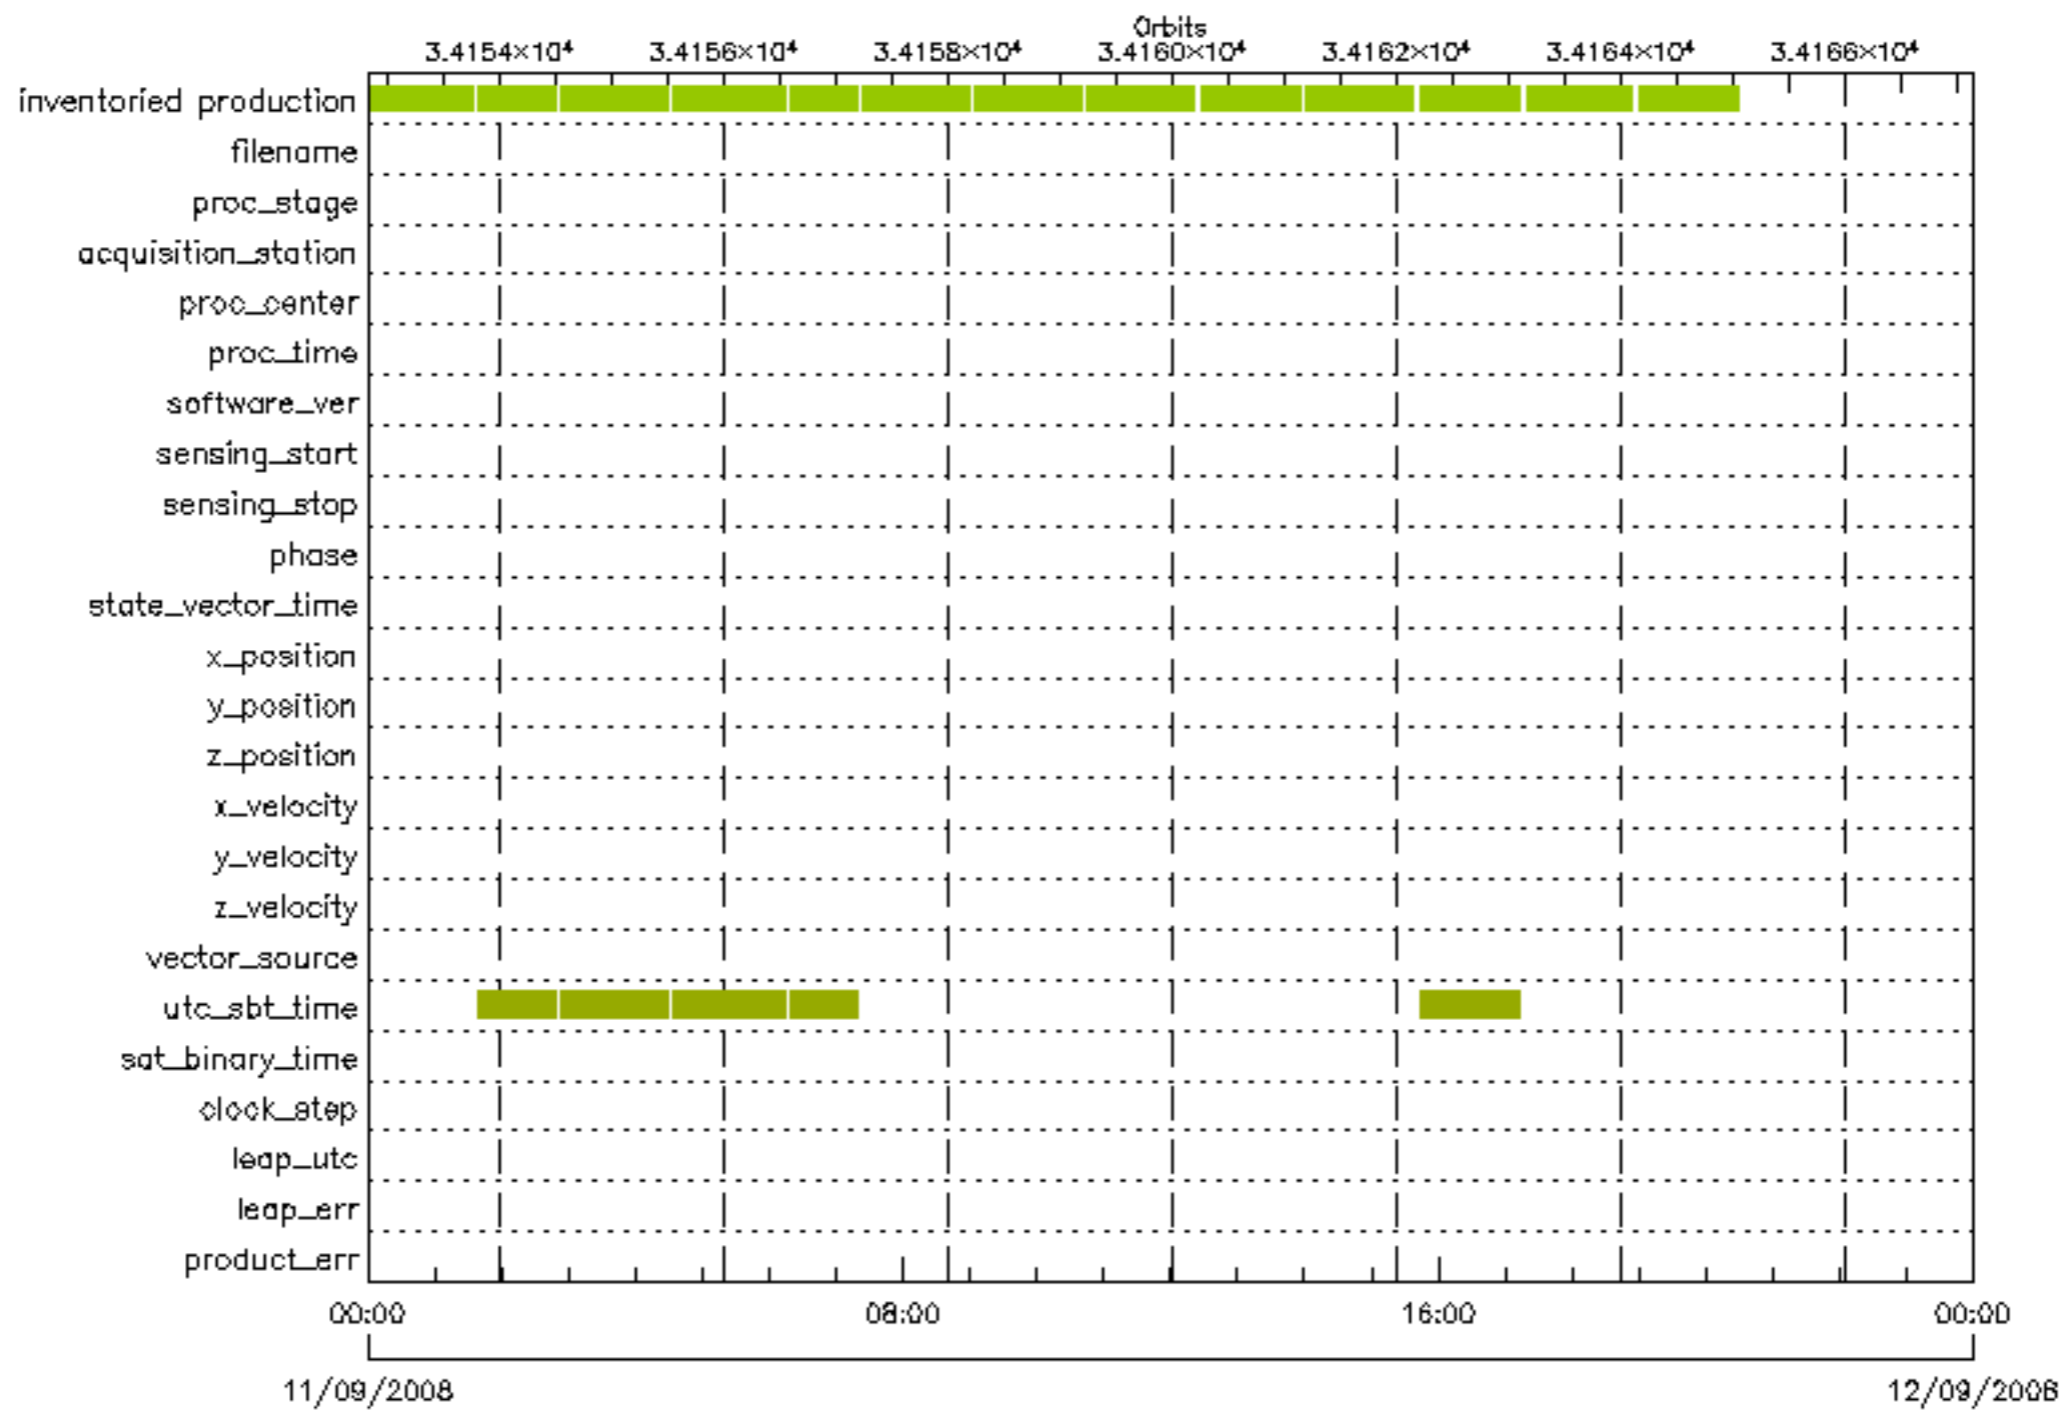 Orbits
3.4154×10⁴ 3.4156×10⁴ 3.4158×10⁴ 3.4160×10⁴ 3.4162×10⁴ 3.4164×10⁴ 3.4166×10⁴
inventoried production
filename
proc_stage
acquisition_station
proc_center
proc_time
software_ver
sensing_start
sensing_stop
phase
state_vector_time
x_position
y_position
z_position
x_velocity
y_velocity
z_velocity
vector_source
utc_sbt_time
sat_binary_time
clock_step
leap_utc
leap_err
product_err
00:00 08:00 16:00 00:00
11/09/2008 12/09/2008